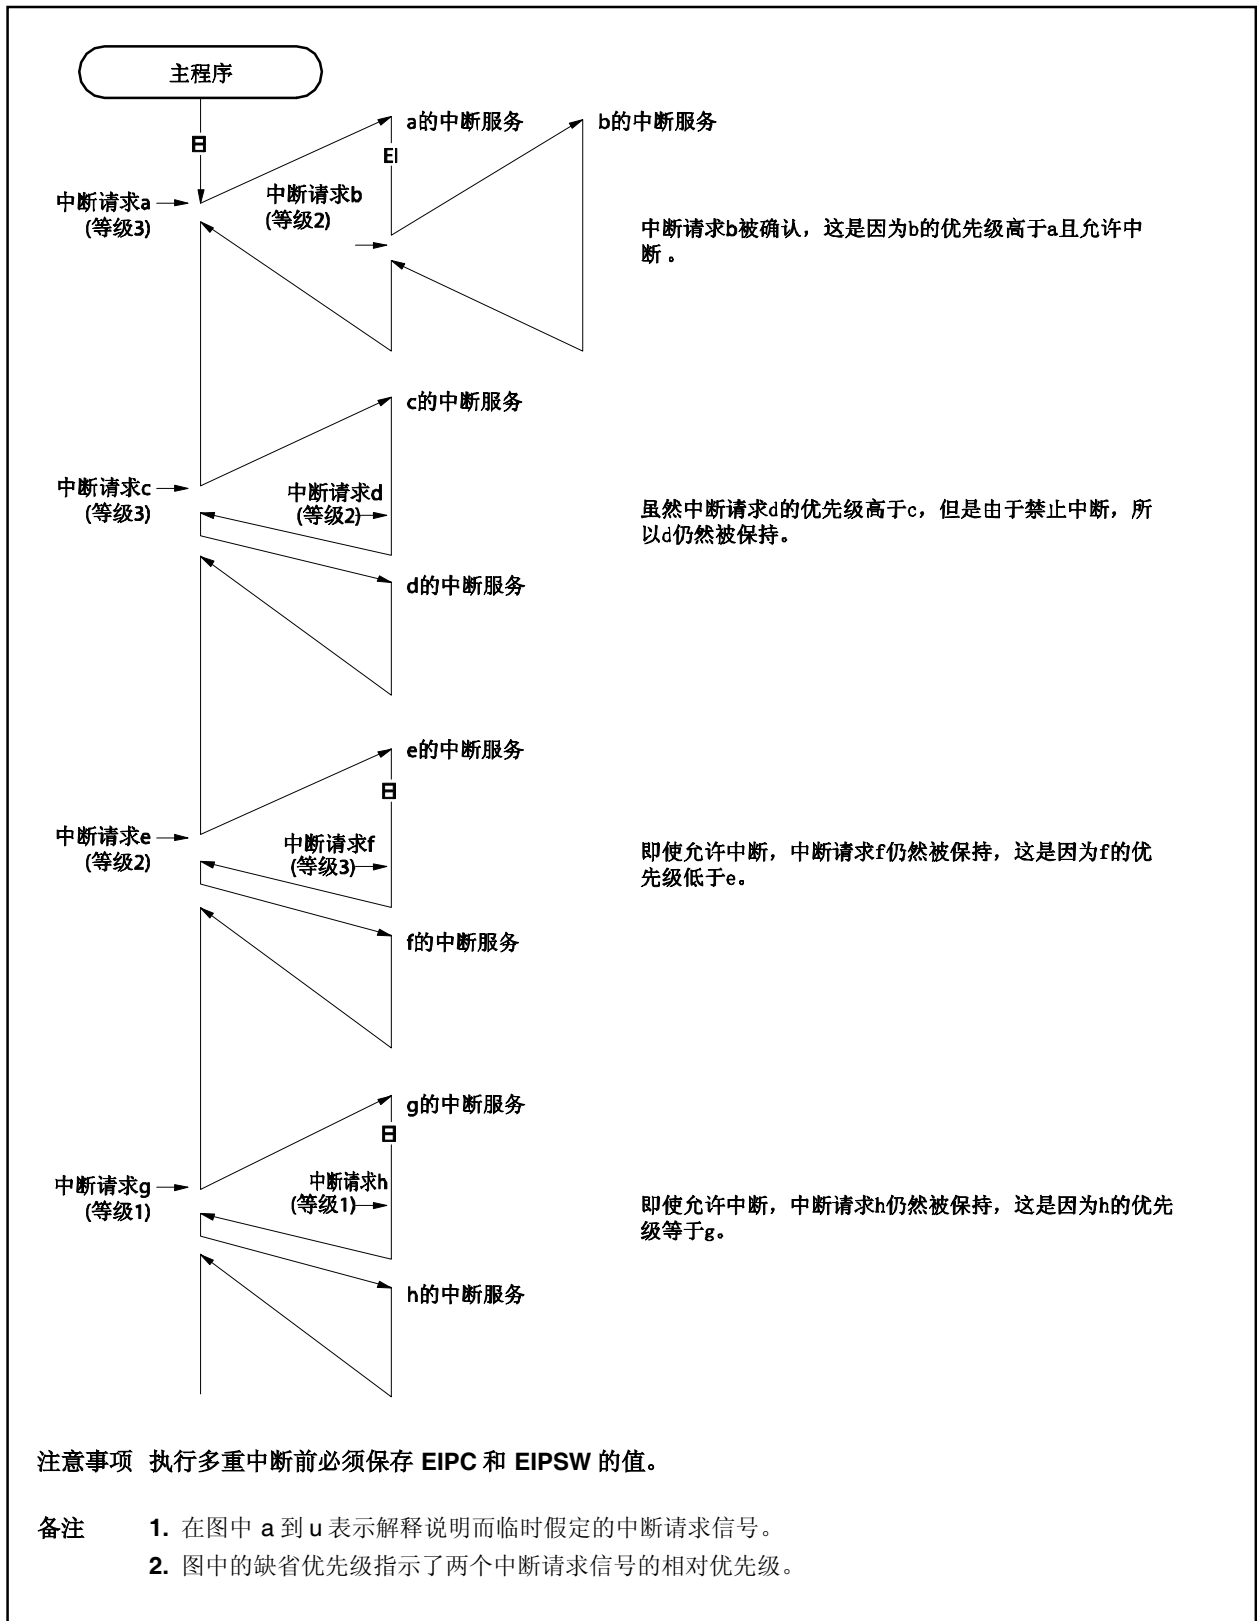 主程序
a的中断服务
b的中断服务
日
EI
中断请求a
(等级3)
中断请求b
(等级2)
中断请求b被确认，这是因为b的优先级高于a且允许中
断。
c的中断服务
中断请求c
(等级3)
中断请求d
(等级2)
虽然中断请求d的优先级高于c，但是由于禁止中断，所
以d仍然被保持。
d的中断服务
e的中断服务
日
中断请求e
(等级2)
中断请求f
(等级3)
即使允许中断，中断请求f仍然被保持，这是因为f的优
先级低于e。
f的中断服务
g的中断服务
日
中断请求g
(等级1)
中断请求h
(等级1)
即使允许中断，中断请求h仍然被保持，这是因为h的优先
级等于g。
h的中断服务
注意事项 执行多重中断前必须保存 EIPC 和 EIPSW 的值。
备注 1. 在图中 a 到 u 表示解释说明而临时假定的中断请求信号。
2. 图中的缺省优先级指示了两个中断请求信号的相对优先级。